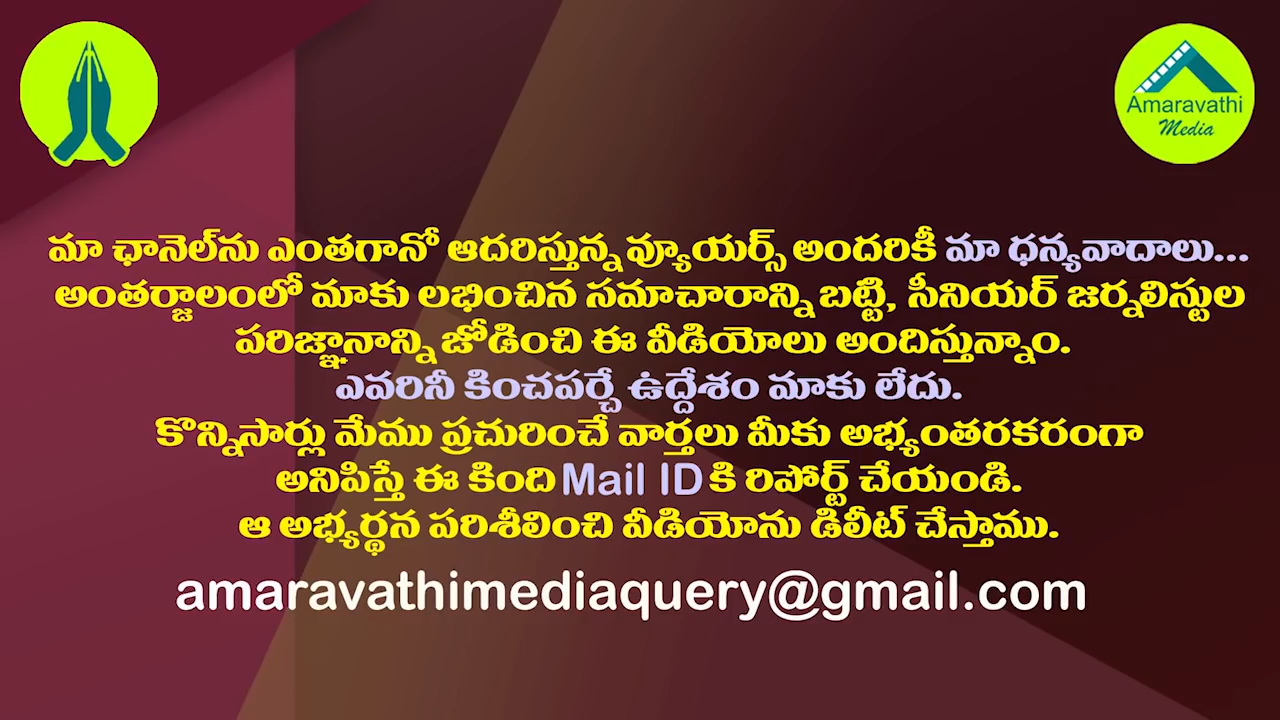 Amaravathi
Media
మా ఛానెల్‌ను ఎంతగానో ఆదరిస్తున్న వ్యూయర్స్ అందరికీ మా ధన్యవాదాలు...
అంతర్జాలంలో మాకు లభించిన సమాచారాన్ని బట్టి, సీనియర్ జర్నలిస్టుల
పరిజ్ఞానాన్ని జోడించి ఈ వీడియోలు అందిస్తున్నాం.
ఎవరినీ కించపర్చే ఉద్దేశం మాకు లేదు.
కొన్నిసార్లు మేము ప్రచురించే వార్తలు మీకు అభ్యంతరకరంగా
అనిపిస్తే ఈ కింది Mail ID కి రిపోర్ట్ చేయండి.
ఆ అభ్యర్థన పరిశీలించి వీడియోను డిలీట్ చేస్తాము.
amaravathimediaquery@gmail.com